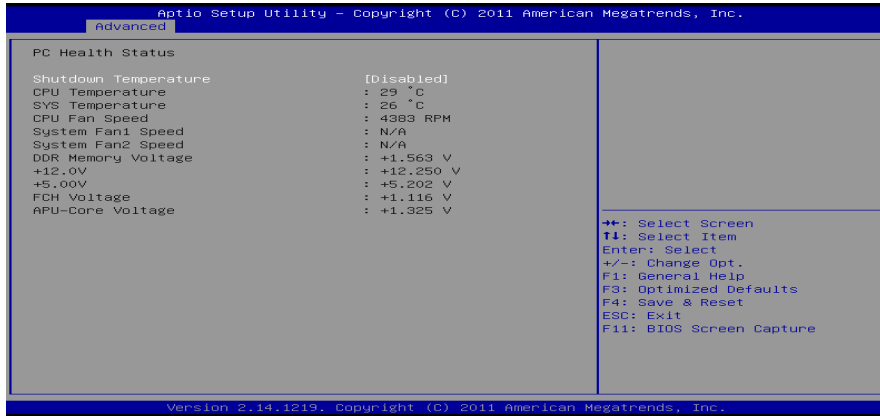 Aptio Setup Utility – Copyright (C) 2011 American Megatrends, Inc.
Advanced
PC Health Status
Shutdown Temperature [Disabled]
CPU Temperature : 29 °C
SYS Temperature : 26 °C
CPU Fan Speed : 4383 RPM
System Fan1 Speed : N/A
System Fan2 Speed : N/A
DDR Memory Voltage : +1.563 V
+12.0V : +12.250 V
+5.00V : +5.202 V
FCH Voltage : +1.116 V
APU-Core Voltage : +1.325 V
→←: Select Screen
↑↓: Select Item
Enter: Select
+/-: Change Opt.
F1: General Help
F3: Optimized Defaults
F4: Save & Reset
ESC: Exit
F11: BIOS Screen Capture
Version 2.14.1219. Copyright (C) 2011 American Megatrends, Inc.